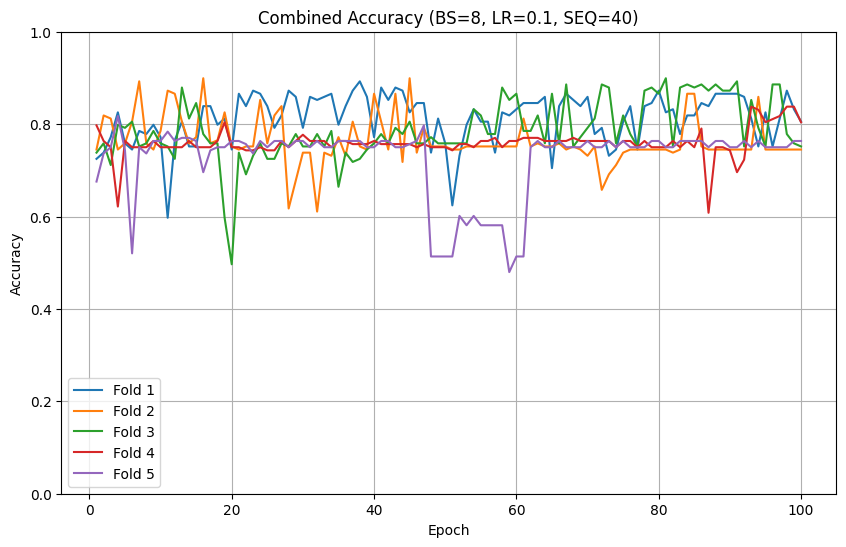 Combined Accuracy (BS=8, LR=0.1, SEQ=40)
1.0
0.8
0.6
0.4
0.2
0.0
Accuracy
Fold 1
Fold 2
Fold 3
Fold 4
Fold 5
0 20 40 60 80 100
Epoch